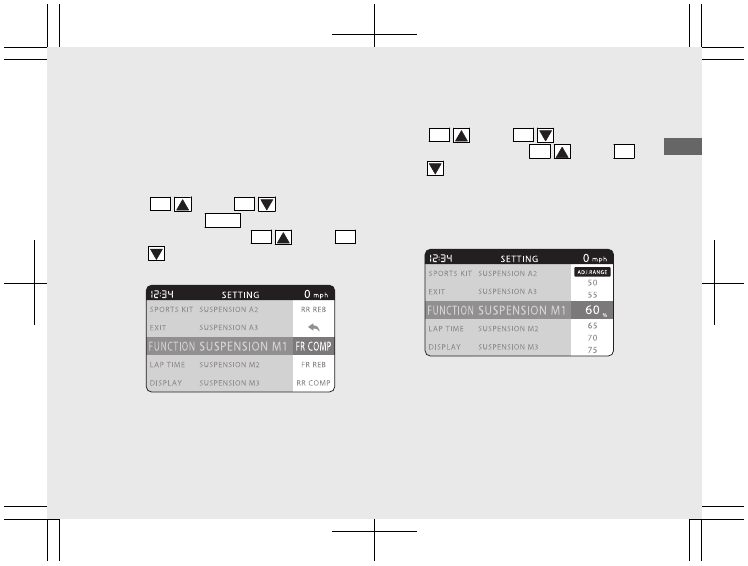 12:34 SETTING 0 mph
SPORTS KIT SUSPENSION A2 RR REB
EXIT SUSPENSION A3
FUNCTION SUSPENSION M1 FR COMP
LAP TIME SUSPENSION M2 FR REB
DISPLAY SUSPENSION M3 RR COMP
12:34 SETTING 0 mph
SPORTS KIT SUSPENSION A2 ADJ.RANGE
50
EXIT SUSPENSION A3 55
FUNCTION SUSPENSION M1 60 %
LAP TIME SUSPENSION M2 65
70
DISPLAY SUSPENSION M3 75